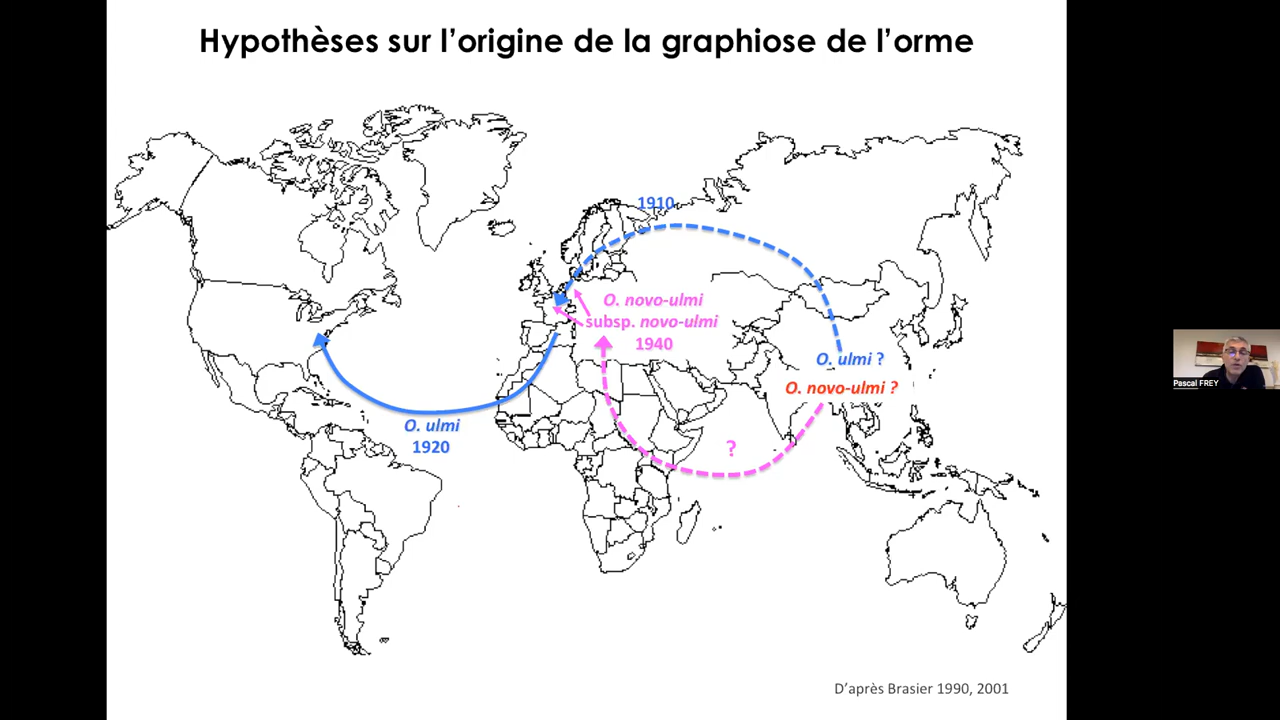 Hypothèses sur l'origine de la graphiose de l'orme
1910
O. novo-ulmi
subsp. novo-ulmi
1940
O. ulmi ?
O. novo-ulmi ?
O. ulmi
1920
?
Pascal FREY
D'après Brasier 1990, 2001